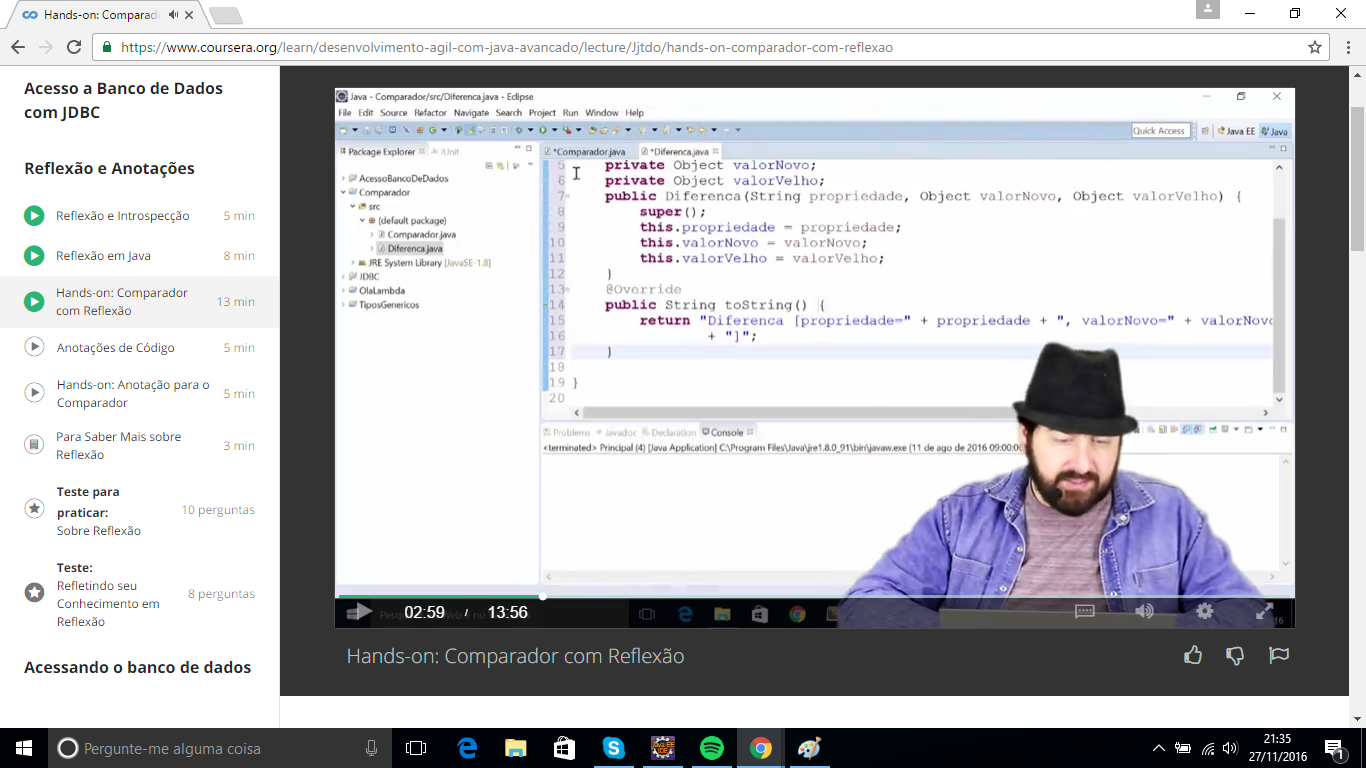 Hands-on: Comparad
https://www.coursera.org/learn/desenvolvimento-agil-com-java-avancado/lecture/Jjtdo/hands-on-comparador-com-reflexao
Acesso a Banco de Dados
com JDBC
Reflexão e Anotações
Reflexão e Introspecção 5 min
Reflexão em Java 8 min
Hands-on: Comparador
com Reflexão 13 min
Anotações de Código 5 min
Hands-on: Anotação para o
Comparador 5 min
Para Saber Mais sobre
Reflexão 3 min
Teste para
praticar:
Sobre Reflexão 10 perguntas
Teste:
Refletindo seu
Conhecimento em
Reflexão 8 perguntas
Acessando o banco de dados
Java - Comparador/src/Diferenca.java - Eclipse
File Edit Source Refactor Navigate Search Project Run Window Help
Quick Access Java EE Java
Package Explorer JUnit
AcessoBancoDeDados
Comparador
src
(default package)
Comparador.java
Diferenca.java
JRE System Library [JavaSE-1.8]
JDBC
OlaLambda
TiposGenericos
*Comparador.java *Diferenca.java
5 private Object valorNovo;
6 private Object valorVelho;
7 public Diferenca(String propriedade, Object valorNovo, Object valorVelho) {
8 super();
9 this.propriedade = propriedade;
10 this.valorNovo = valorNovo;
11 this.valorVelho = valorVelho;
12 }
13 @Override
14 public String toString() {
15 return "Diferenca [propriedade=" + propriedade + ", valorNovo=" + valorNovo
16 + "]";
17 }
18
19 }
20
Problems Javadoc Declaration Console
<terminated> Principal (4) [Java Application] C:\Program Files\Java\jre1.8.0_91\bin\javaw.exe (11 de ago de 2016 09:00:00
02:59 / 13:56
Hands-on: Comparador com Reflexão
Pergunte-me alguma coisa
21:35
27/11/2016
1